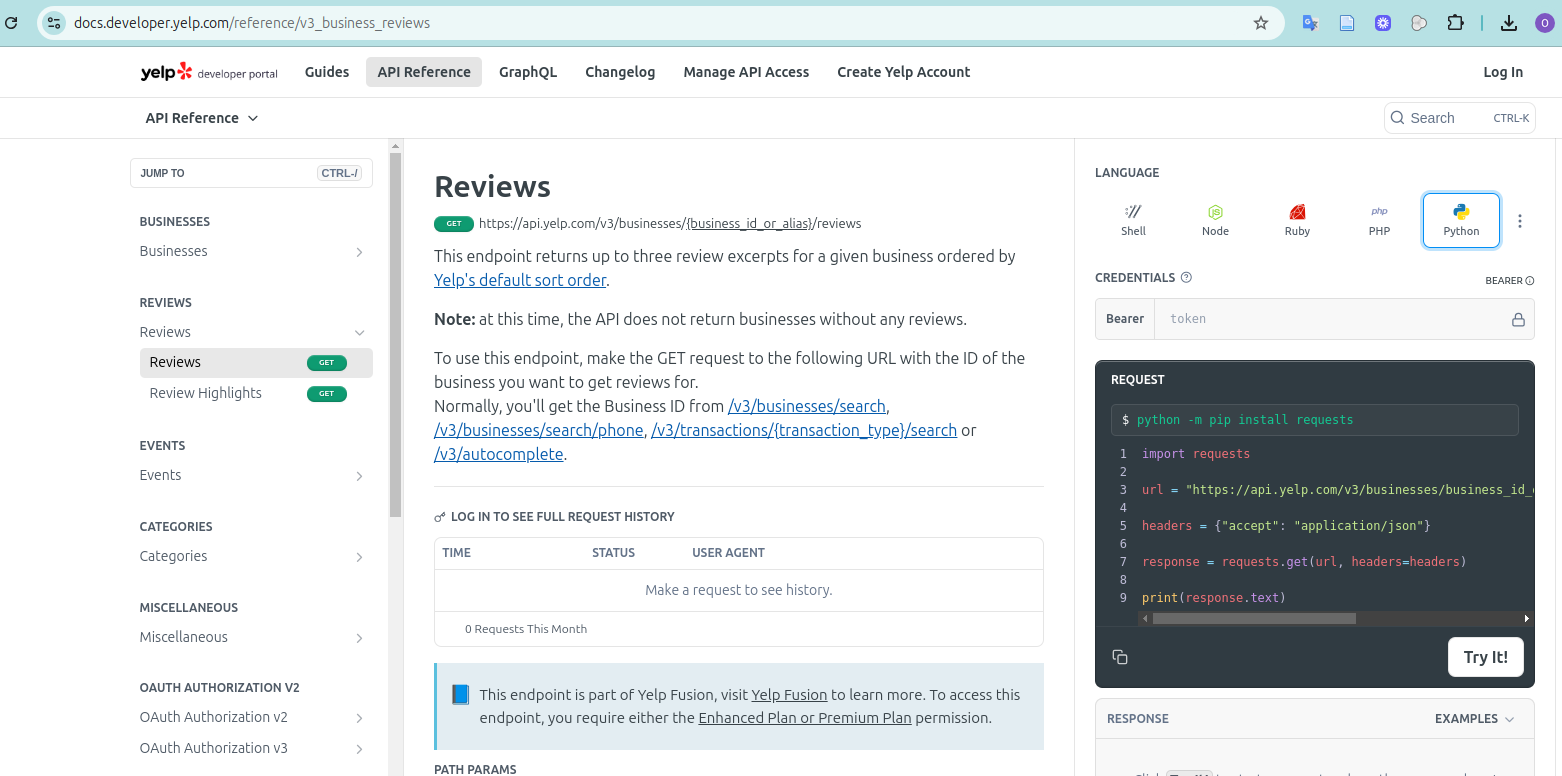 docs.developer.yelp.com/reference/v3_business_reviews
O
yelp developer portal
Guides
API Reference
GraphQL
Changelog
Manage API Access
Create Yelp Account
Log In
API Reference
Search CTRL-K
JUMP TO CTRL-/
BUSINESSES
Businesses
REVIEWS
Reviews
Reviews GET
Review Highlights GET
EVENTS
Events
CATEGORIES
Categories
MISCELLANEOUS
Miscellaneous
OAUTH AUTHORIZATION V2
OAuth Authorization v2
OAuth Authorization v3
Reviews
GET https://api.yelp.com/v3/businesses/{business_id_or_alias}/reviews
This endpoint returns up to three review excerpts for a given business ordered by
Yelp's default sort order.
Note: at this time, the API does not return businesses without any reviews.
To use this endpoint, make the GET request to the following URL with the ID of the
business you want to get reviews for.
Normally, you'll get the Business ID from /v3/businesses/search,
/v3/businesses/search/phone, /v3/transactions/{transaction_type}/search or
/v3/autocomplete.
LOG IN TO SEE FULL REQUEST HISTORY
TIME STATUS USER AGENT
Make a request to see history.
0 Requests This Month
This endpoint is part of Yelp Fusion, visit Yelp Fusion to learn more. To access this
endpoint, you require either the Enhanced Plan or Premium Plan permission.
PATH PARAMS
LANGUAGE
Shell
Node
Ruby
php
PHP
Python
CREDENTIALS
BEARER
Bearer token
REQUEST
$ python -m pip install requests
1 import requests
2
3 url = "https://api.yelp.com/v3/businesses/business_id_
4
5 headers = {"accept": "application/json"}
6
7 response = requests.get(url, headers=headers)
8
9 print(response.text)
Try It!
RESPONSE
EXAMPLES